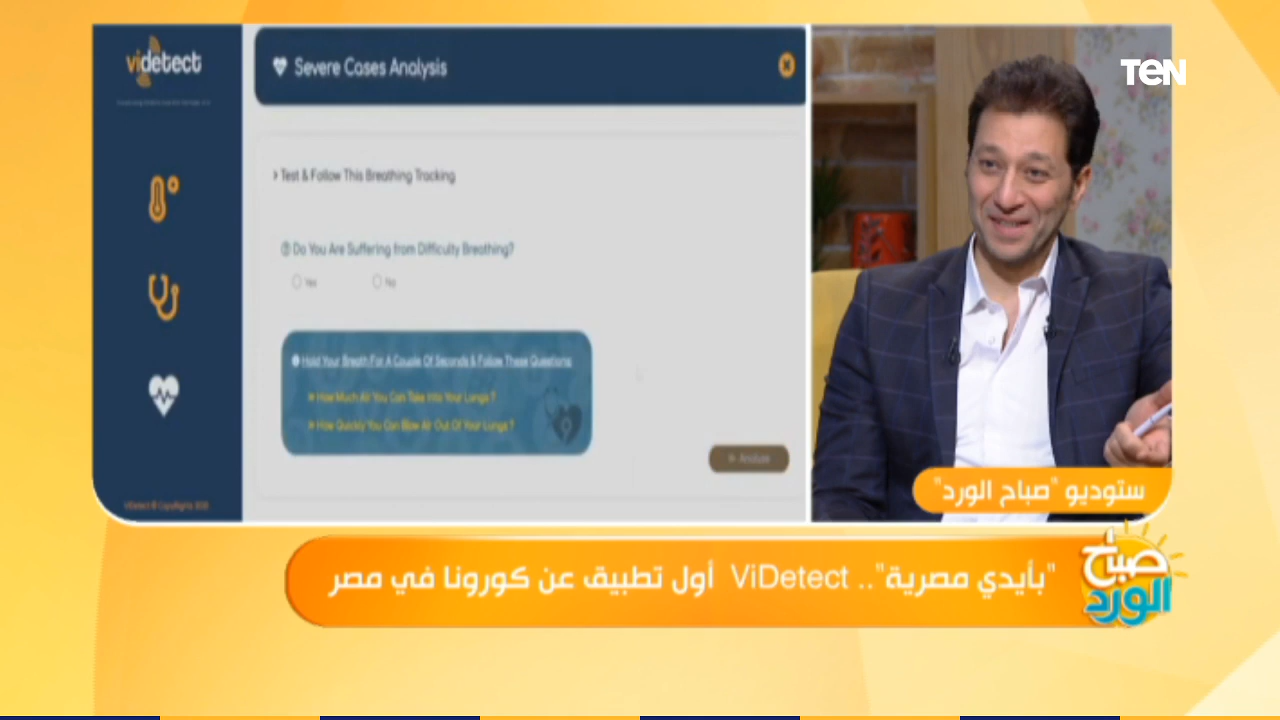 TEN
videtect
Severe Cases Analysis
Test & Follow This Breathing Tracking
Do You Are Suffering from Difficulty Breathing?
Yes
No
Hold Your Breath For A Couple Of Seconds & Follow These Questions:
» How Much Air You Can Take Into Your Lungs ?
» How Quickly You Can Blow Air Out Of Your Lungs ?
Analyze
ستوديو "صباح الورد"
"بأيدي مصرية".. ViDetect أول تطبيق عن كورونا في مصر
صباح
الورد